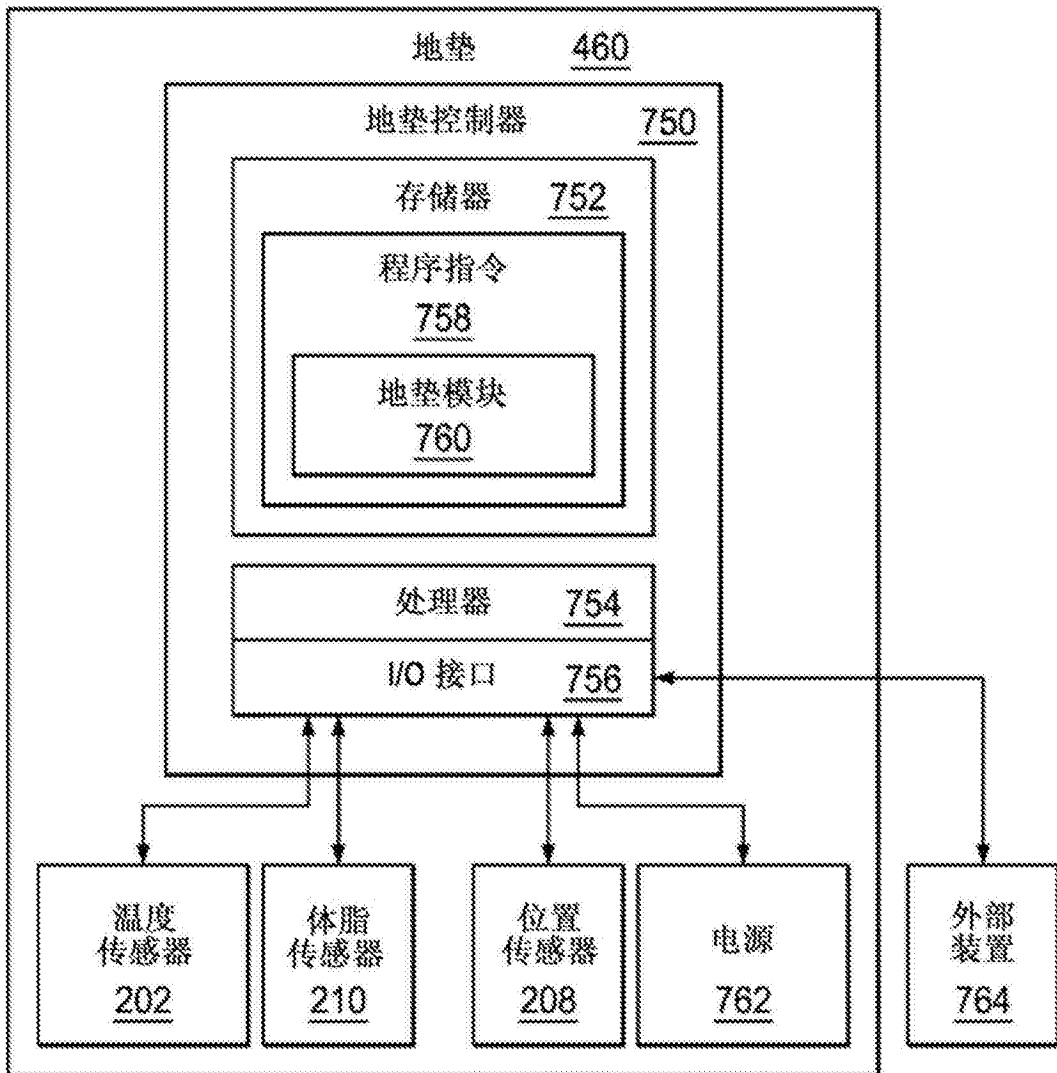 地垫 460
地垫控制器 750
存储器 752
程序指令
758
地垫模块
760
处理器 754
I/O 接口 756
温度
传感器
202
体脂
传感器
210
位置
传感器
208
电源
762
外部
装置
764